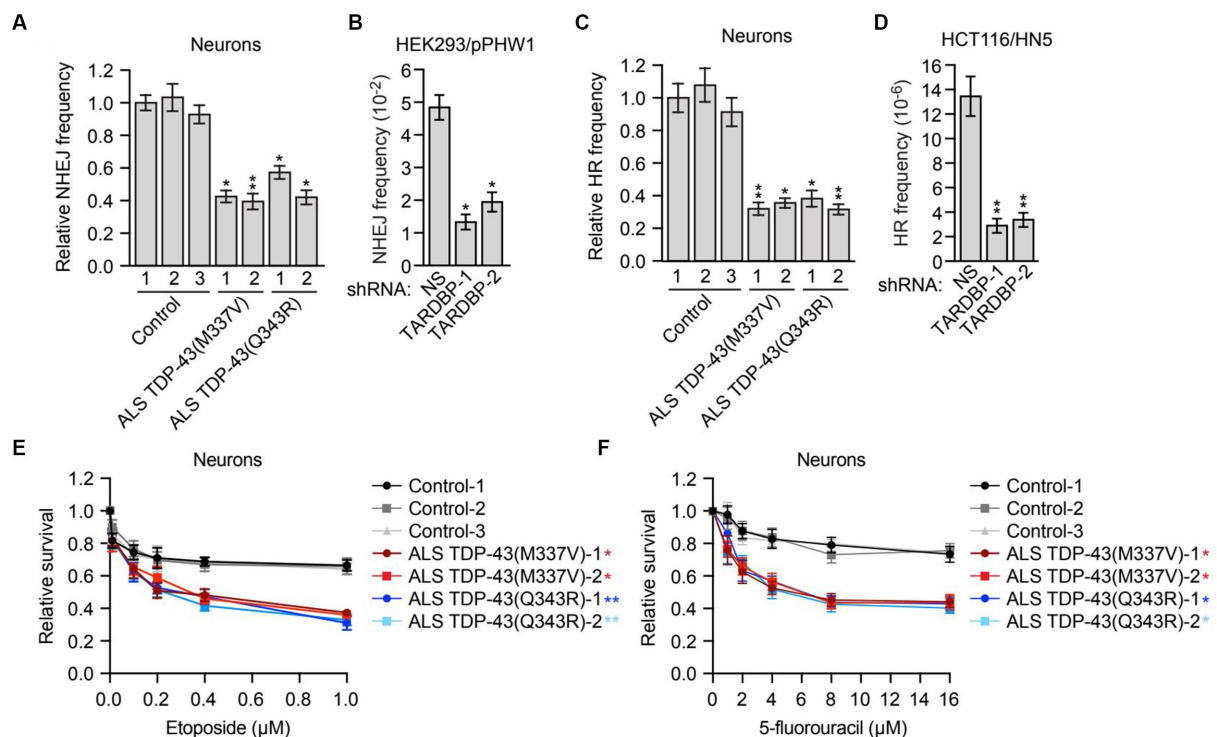 A
Neurons
Relative NHEJ frequency
1.2
1.0
0.8
0.6
0.4
0.2
0.0
* ** * *
1 2 3 1 2 1 2
Control
ALS TDP-43(M337V)
ALS TDP-43(Q343R)
B
HEK293/pPHW1
NHEJ frequency (10-2)
6
5
4
3
2
1
0
* *
shRNA:
NS
TARDBP-1
TARDBP-2
C
Neurons
Relative HR frequency
1.2
1.0
0.8
0.6
0.4
0.2
0.0
** * * **
1 2 3 1 2 1 2
Control
ALS TDP-43(M337V)
ALS TDP-43(Q343R)
D
HCT116/HN5
HR frequency (10-6)
16
14
12
10
8
6
4
2
0
** **
NS
TARDBP-1
TARDBP-2
E
Neurons
Relative survival
1.2
1.0
0.8
0.6
0.4
0.2
0.0
0.0 0.2 0.4 0.6 0.8 1.0
Etoposide (μM)
Control-1
Control-2
Control-3
ALS TDP-43(M337V)-1*
ALS TDP-43(M337V)-2*
ALS TDP-43(Q343R)-1**
ALS TDP-43(Q343R)-2**
F
Neurons
Relative survival
1.2
1.0
0.8
0.6
0.4
0.2
0.0
0 2 4 6 8 10 12 14 16
5-fluorouracil (μM)
Control-1
Control-2
Control-3
ALS TDP-43(M337V)-1*
ALS TDP-43(M337V)-2*
ALS TDP-43(Q343R)-1*
ALS TDP-43(Q343R)-2*